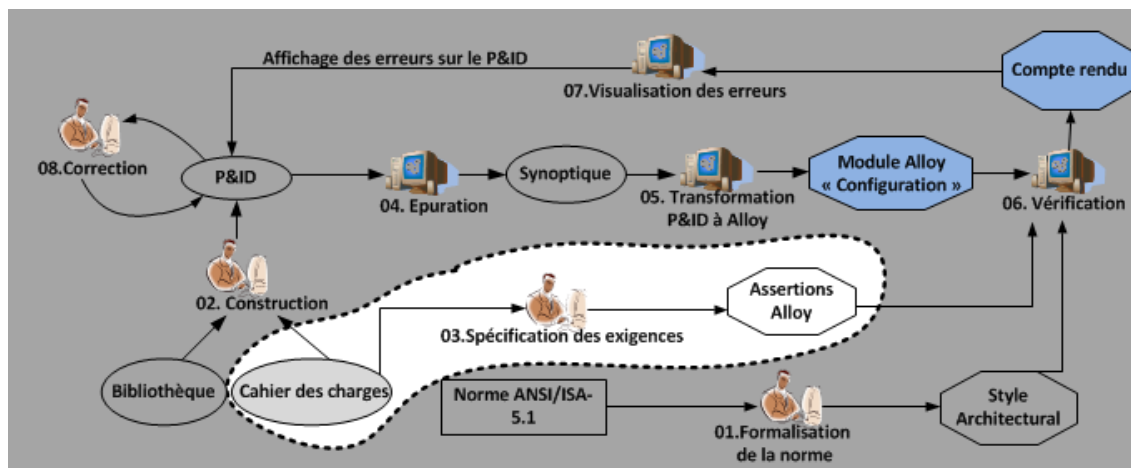 Affichage des erreurs sur le P&ID
Compte rendu
07.Visualisation des erreurs
08.Correction
P&ID
Synoptique
Module Alloy
« Configuration »
04. Epuration
05. Transformation
P&ID à Alloy
06. Vérification
02. Construction
Assertions
Alloy
03.Spécification des exigences
Bibliothèque
Cahier des charges
Norme ANSI/ISA-
5.1
Style
Architectural
01.Formalisation
de la norme